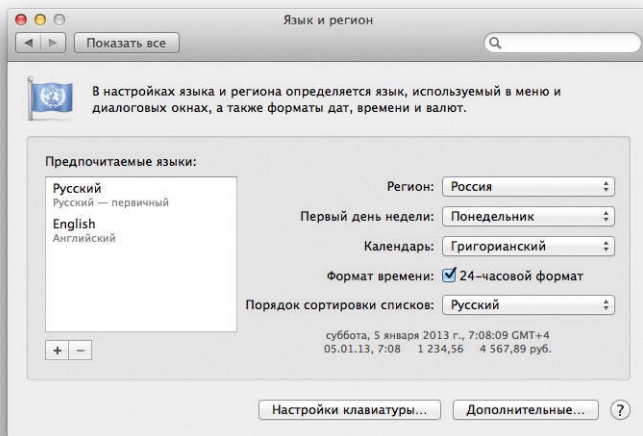 Язык и регион
Показать все
В настройках языка и региона определяется язык, используемый в меню и
диалоговых окнах, а также форматы дат, времени и валют.
Предпочитаемые языки:
Русский
Русский — первичный
English
Английский
Регион: Россия
Первый день недели: Понедельник
Календарь: Григорианский
Формат времени: 24-часовой формат
Порядок сортировки списков: Русский
суббота, 5 января 2013 г., 7:08:09 GMT+4
05.01.13, 7:08 1 234,56 4 567,89 руб.
+ −
Настройки клавиатуры... Дополнительные... ?